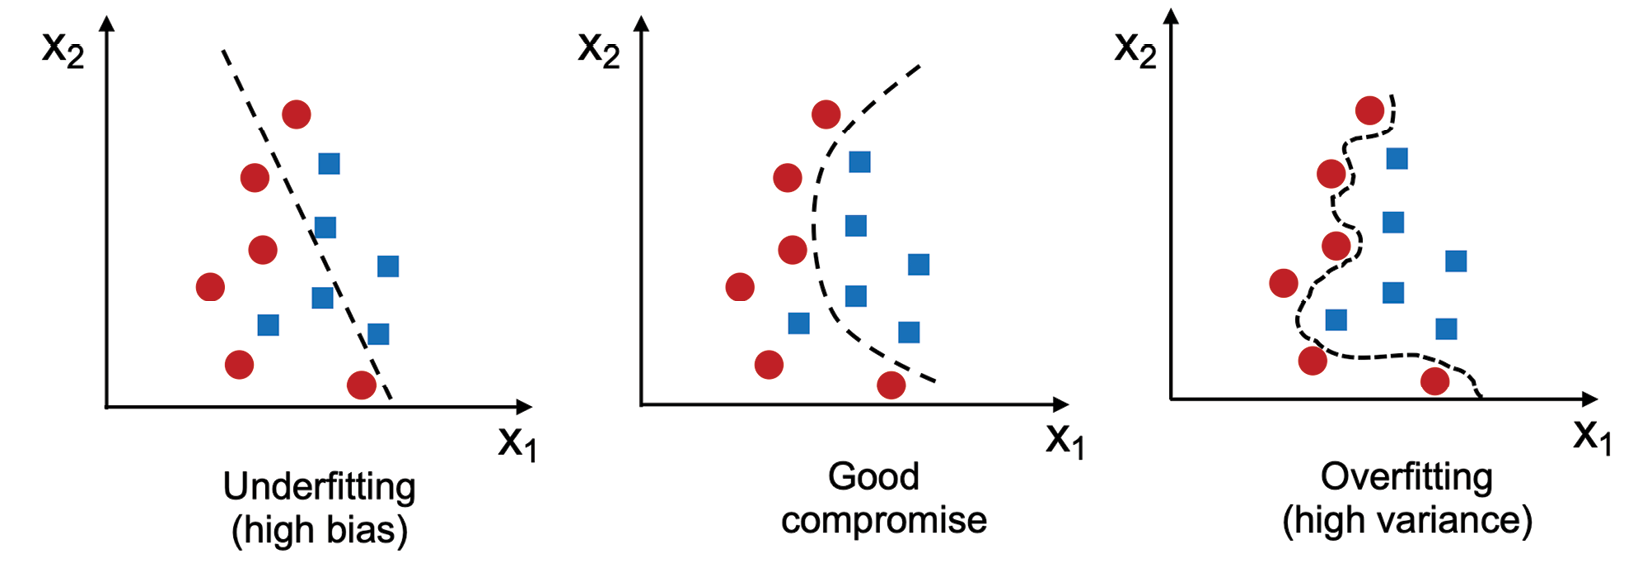 x2
x1
Underfitting
(high bias)
x2
x1
Good
compromise
x2
x1
Overfitting
(high variance)